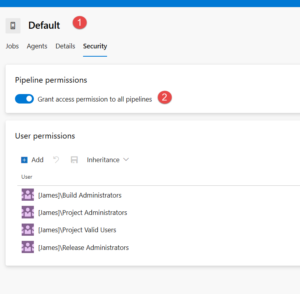 Default 1
Jobs Agents Details Security
Pipeline permissions
Grant access permission to all pipelines 2
User permissions
Add Inheritance
User
[James]\Build Administrators
[James]\Project Administrators
[James]\Project Valid Users
[James]\Release Administrators